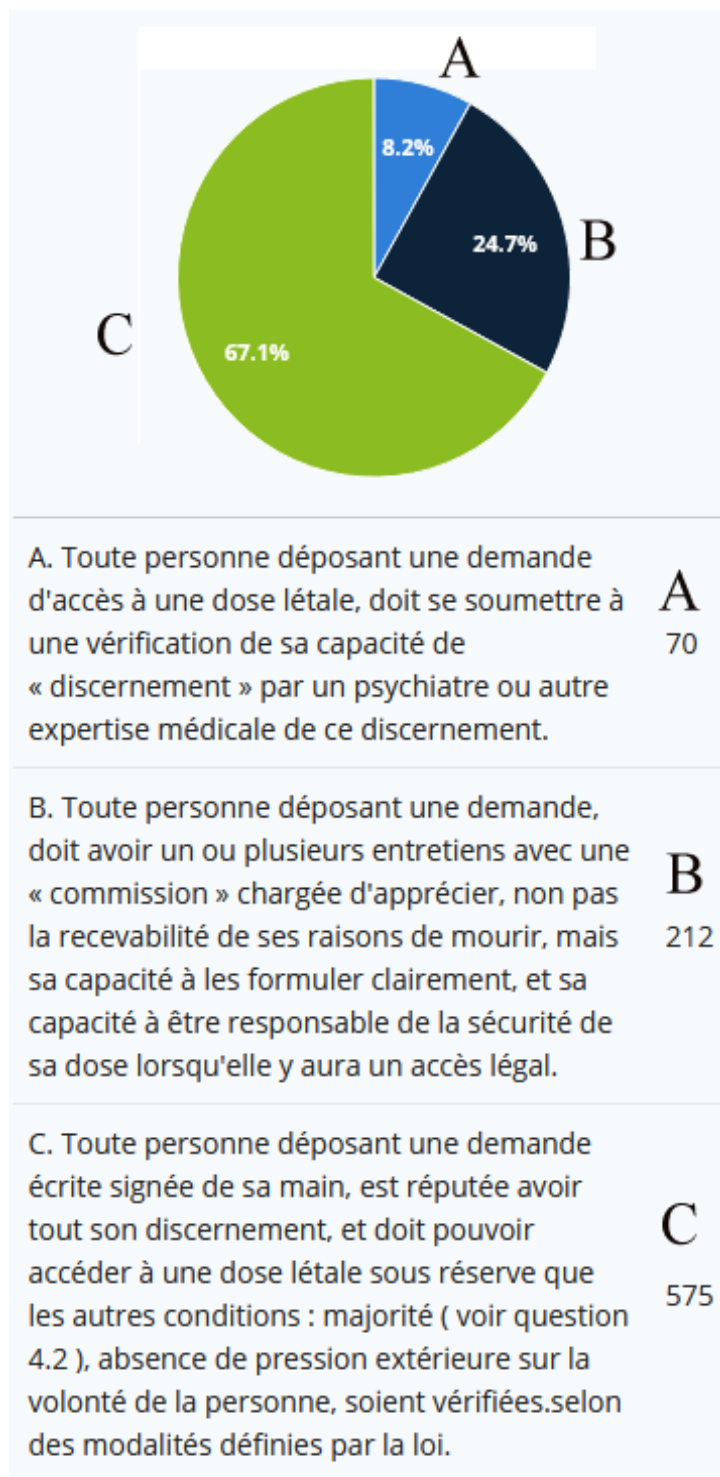 A
8.2%
24.7%
B
C
67.1%
A. Toute personne déposant une demande
d'accès à une dose létale, doit se soumettre à
une vérification de sa capacité de
« discernement » par un psychiatre ou autre
expertise médicale de ce discernement.
A
70
B. Toute personne déposant une demande,
doit avoir un ou plusieurs entretiens avec une
« commission » chargée d'apprécier, non pas
la recevabilité de ses raisons de mourir, mais
sa capacité à les formuler clairement, et sa
capacité à être responsable de la sécurité de
sa dose lorsqu'elle y aura un accès légal.
B
212
C. Toute personne déposant une demande
écrite signée de sa main, est réputée avoir
tout son discernement, et doit pouvoir
accéder à une dose létale sous réserve que
les autres conditions : majorité ( voir question
4.2 ), absence de pression extérieure sur la
volonté de la personne, soient vérifiées.selon
des modalités définies par la loi.
C
575